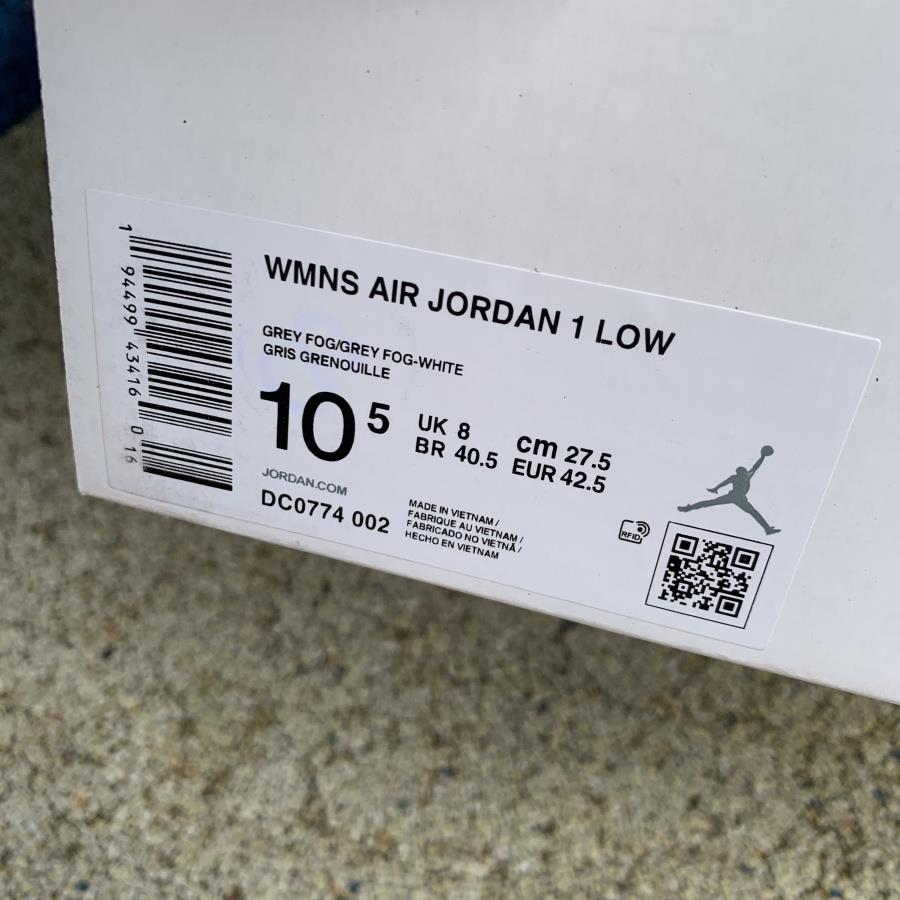 WMNS AIR JORDAN 1 LOW
GREY FOG/GREY FOG-WHITE
GRIS GRENOUILLE
10 5
UK 8 cm 27.5
BR 40.5 EUR 42.5
JORDAN.COM
DC0774 002
MADE IN VIETNAM /
FABRIQUE AU VIETNAM /
FABRICADO NO VIETNÃ /
HECHO EN VIETNAM
RFID
1 94499 43416 0 16